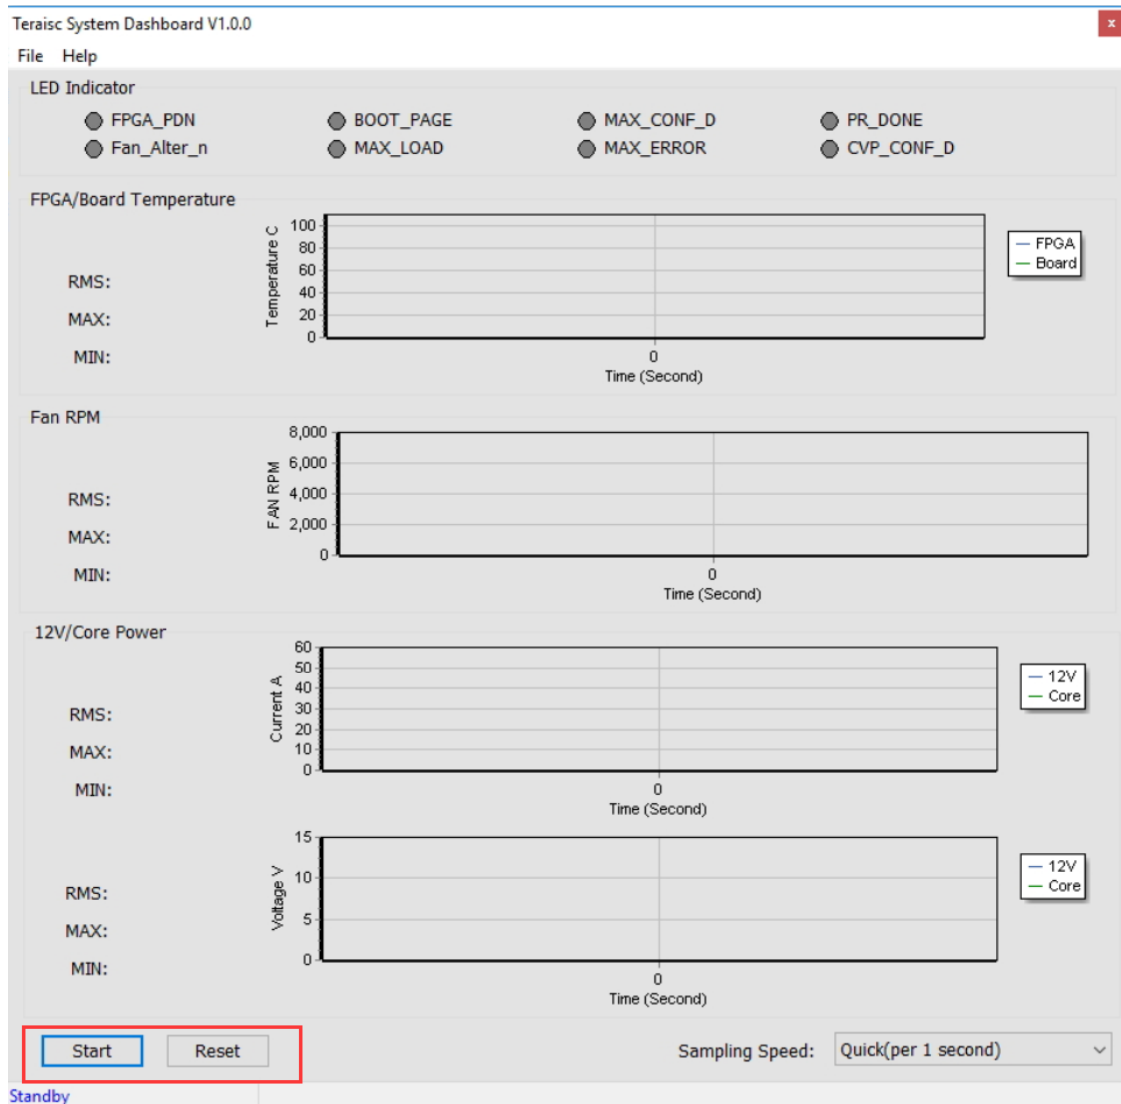 Teraisc System Dashboard V1.0.0
x
File Help
LED Indicator
FPGA_PDN BOOT_PAGE MAX_CONF_D PR_DONE
Fan_Alter_n MAX_LOAD MAX_ERROR CVP_CONF_D
FPGA/Board Temperature
RMS:
MAX:
MIN:
Temperature C
100
80
60
40
20
0
0
Time (Second)
FPGA
Board
Fan RPM
RMS:
MAX:
MIN:
FAN RPM
8,000
6,000
4,000
2,000
0
0
Time (Second)
12V/Core Power
RMS:
MAX:
MIN:
Current A
60
50
40
30
20
10
0
0
Time (Second)
12V
Core
RMS:
MAX:
MIN:
Voltage V
15
10
5
0
0
Time (Second)
12V
Core
Start Reset Sampling Speed: Quick(per 1 second)
Standby